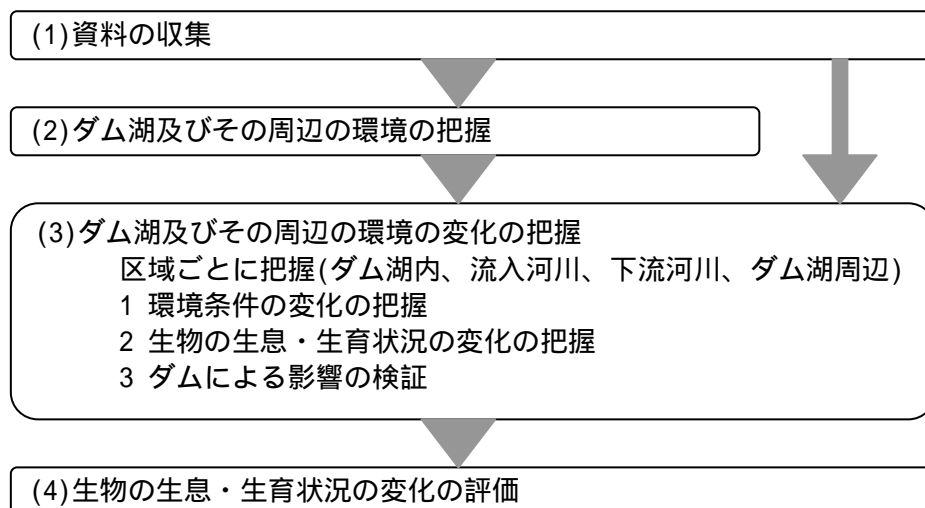 (1)資料の収集
(2)ダム湖及びその周辺の環境の把握
(3)ダム湖及びその周辺の環境の変化の把握
区域ごとに把握(ダム湖内、流入河川、下流河川、ダム湖周辺)
1 環境条件の変化の把握
2 生物の生息・生育状況の変化の把握
3 ダムによる影響の検証
(4)生物の生息・生育状況の変化の評価